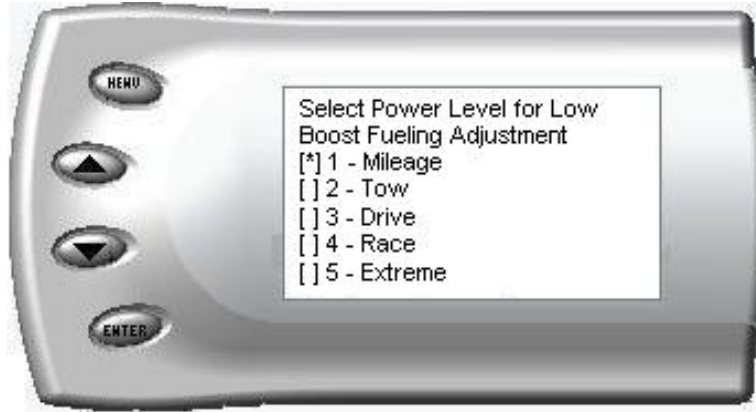 MENU
Select Power Level for Low
Boost Fueling Adjustment
[*] 1 - Mileage
[ ] 2 - Tow
[ ] 3 - Drive
[ ] 4 - Race
[ ] 5 - Extreme
ENTER